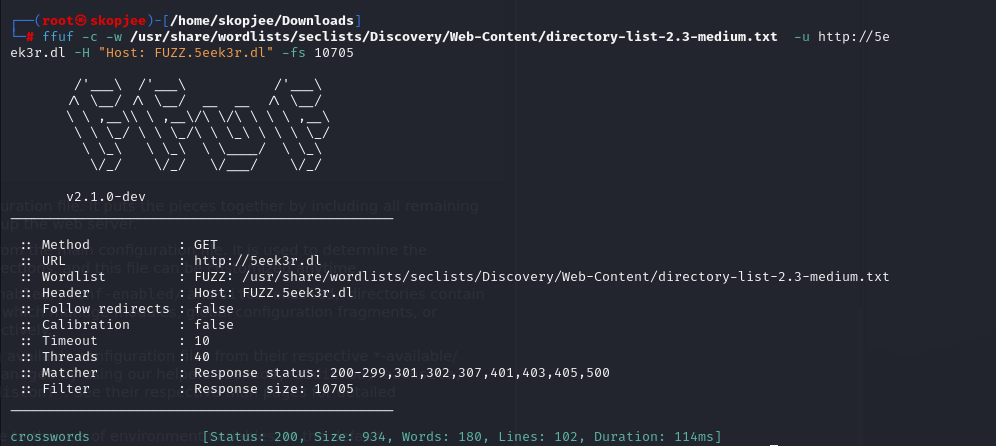 ┌──(root㉿skopjee)-[/home/skopjee/Downloads]
└─# ffuf -c -w /usr/share/wordlists/seclists/Discovery/Web-Content/directory-list-2.3-medium.txt  -u http://5e
ek3r.dl -H "Host: FUZZ.5eek3r.dl" -fs 10705
v2.1.0-dev
:: Method           : GET
:: URL              : http://5eek3r.dl
:: Wordlist         : FUZZ: /usr/share/wordlists/seclists/Discovery/Web-Content/directory-list-2.3-medium.txt
:: Header           : Host: FUZZ.5eek3r.dl
:: Follow redirects : false
:: Calibration      : false
:: Timeout          : 10
:: Threads          : 40
:: Matcher          : Response status: 200-299,301,302,307,401,403,405,500
:: Filter           : Response size: 10705
crosswords              [Status: 200, Size: 934, Words: 180, Lines: 102, Duration: 114ms]